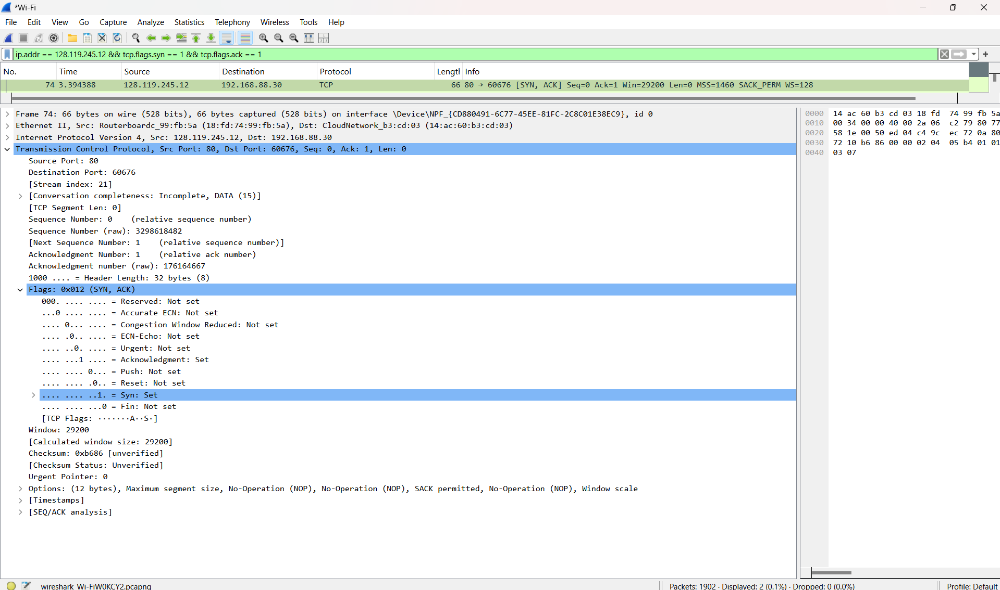 *Wi-Fi
File Edit View Go Capture Analyze Statistics Telephony Wireless Tools Help
ip.addr == 128.119.245.12 && tcp.flags.syn == 1 && tcp.flags.ack == 1
No. Time Source Destination Protocol Length Info
74 3.394388 128.119.245.12 192.168.88.30 TCP 66 80 → 60676 [SYN, ACK] Seq=0 Ack=1 Win=29200 Len=0 MSS=1460 SACK_PERM WS=128
Frame 74: 66 bytes on wire (528 bits), 66 bytes captured (528 bits) on interface \Device\NPF_{CD880491-6C77-45EE-81FC-2C8C01E38EC9}, id 0
Ethernet II, Src: Routerboardc_99:fb:5a (18:fd:74:99:fb:5a), Dst: CloudNetwork_b3:cd:03 (14:ac:60:b3:cd:03)
Internet Protocol Version 4, Src: 128.119.245.12, Dst: 192.168.88.30
Transmission Control Protocol, Src Port: 80, Dst Port: 60676, Seq: 0, Ack: 1, Len: 0
Source Port: 80
Destination Port: 60676
[Stream index: 21]
[Conversation completeness: Incomplete, DATA (15)]
[TCP Segment Len: 0]
Sequence Number: 0 (relative sequence number)
Sequence Number (raw): 3298618482
[Next Sequence Number: 1 (relative sequence number)]
Acknowledgment Number: 1 (relative ack number)
Acknowledgment number (raw): 176164667
1000 .... = Header Length: 32 bytes (8)
Flags: 0x012 (SYN, ACK)
000. .... .... = Reserved: Not set
...0 .... .... = Accurate ECN: Not set
.... 0... .... = Congestion Window Reduced: Not set
.... .0.. .... = ECN-Echo: Not set
.... ..0. .... = Urgent: Not set
.... ...1 .... = Acknowledgment: Set
.... .... 0... = Push: Not set
.... .... .0.. = Reset: Not set
.... .... ..1. = Syn: Set
.... .... ...0 = Fin: Not set
[TCP Flags: ·······A··S·]
Window: 29200
[Calculated window size: 29200]
Checksum: 0xb686 [unverified]
[Checksum Status: Unverified]
Urgent Pointer: 0
Options: (12 bytes), Maximum segment size, No-Operation (NOP), No-Operation (NOP), SACK permitted, No-Operation (NOP), Window scale
[Timestamps]
[SEQ/ACK analysis]
0000 14 ac 60 b3 cd 03 18 fd 74 99 fb 5a
0010 00 34 00 00 40 00 2a 06 c2 79 80 77
0020 58 1e 00 50 ed 04 c4 9c ec 72 0a 80
0030 72 10 b6 86 00 00 02 04 05 b4 01 01
0040 03 07
wireshark_Wi-FiW0KCY2.pcapng
Packets: 1902 · Displayed: 2 (0.1%) · Dropped: 0 (0.0%)
Profile: Default